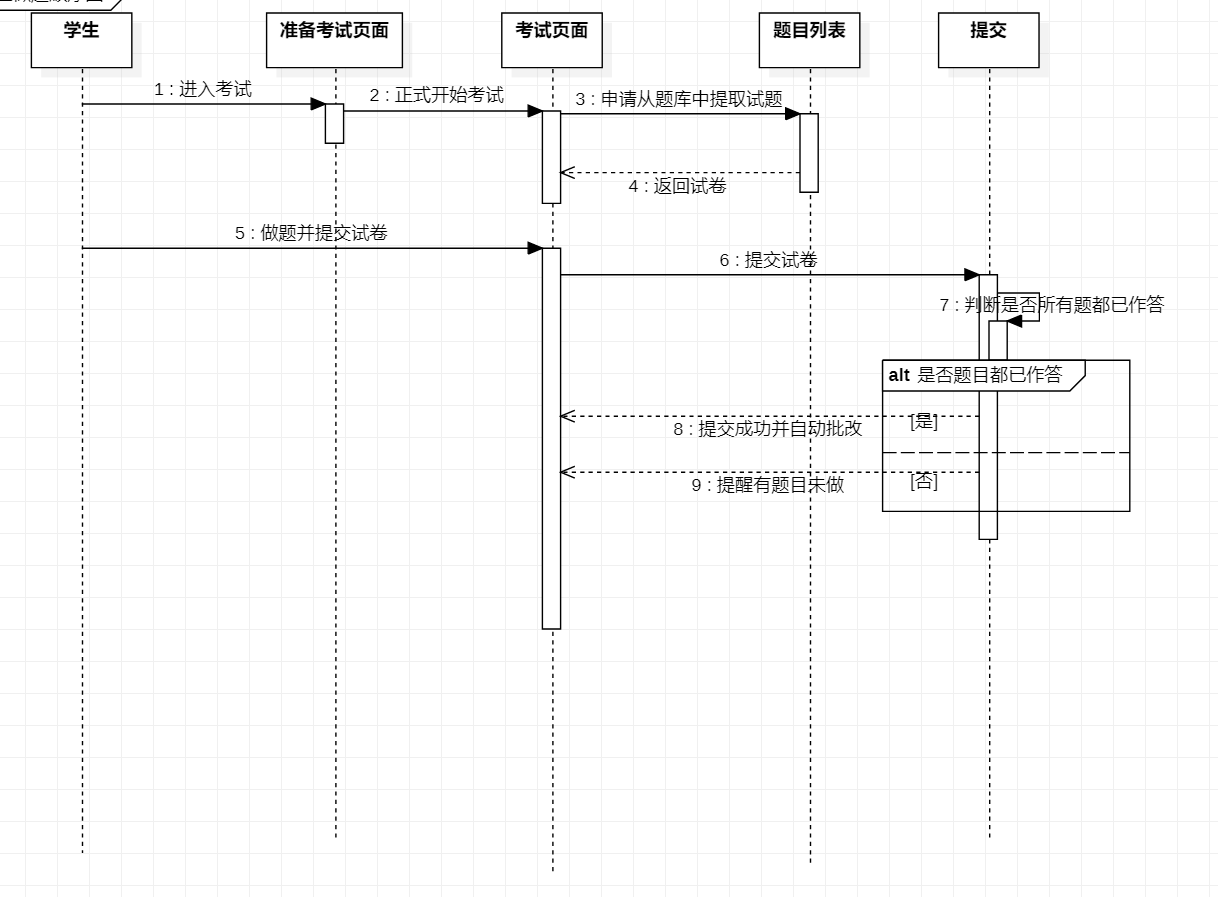 学生
准备考试页面
考试页面
题目列表
提交
1 : 进入考试
2 : 正式开始考试
3 : 申请从题库中提取试题
4 : 返回试卷
5 : 做题并提交试卷
6 : 提交试卷
7 : 判断是否所有题都已作答
alt 是否题目都已作答
[是]
8 : 提交成功并自动批改
[否]
9 : 提醒有题目未做